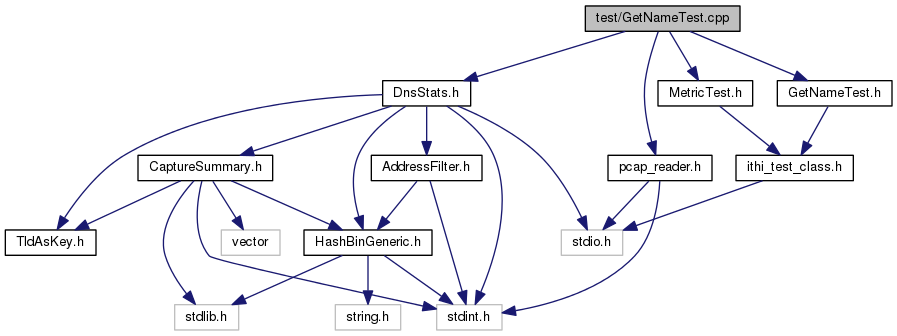 test/GetNameTest.cpp
DnsStats.h
MetricTest.h
GetNameTest.h
CaptureSummary.h
AddressFilter.h
pcap_reader.h
ithi_test_class.h
TldAsKey.h
vector
HashBinGeneric.h
stdio.h
stdlib.h
string.h
stdint.h